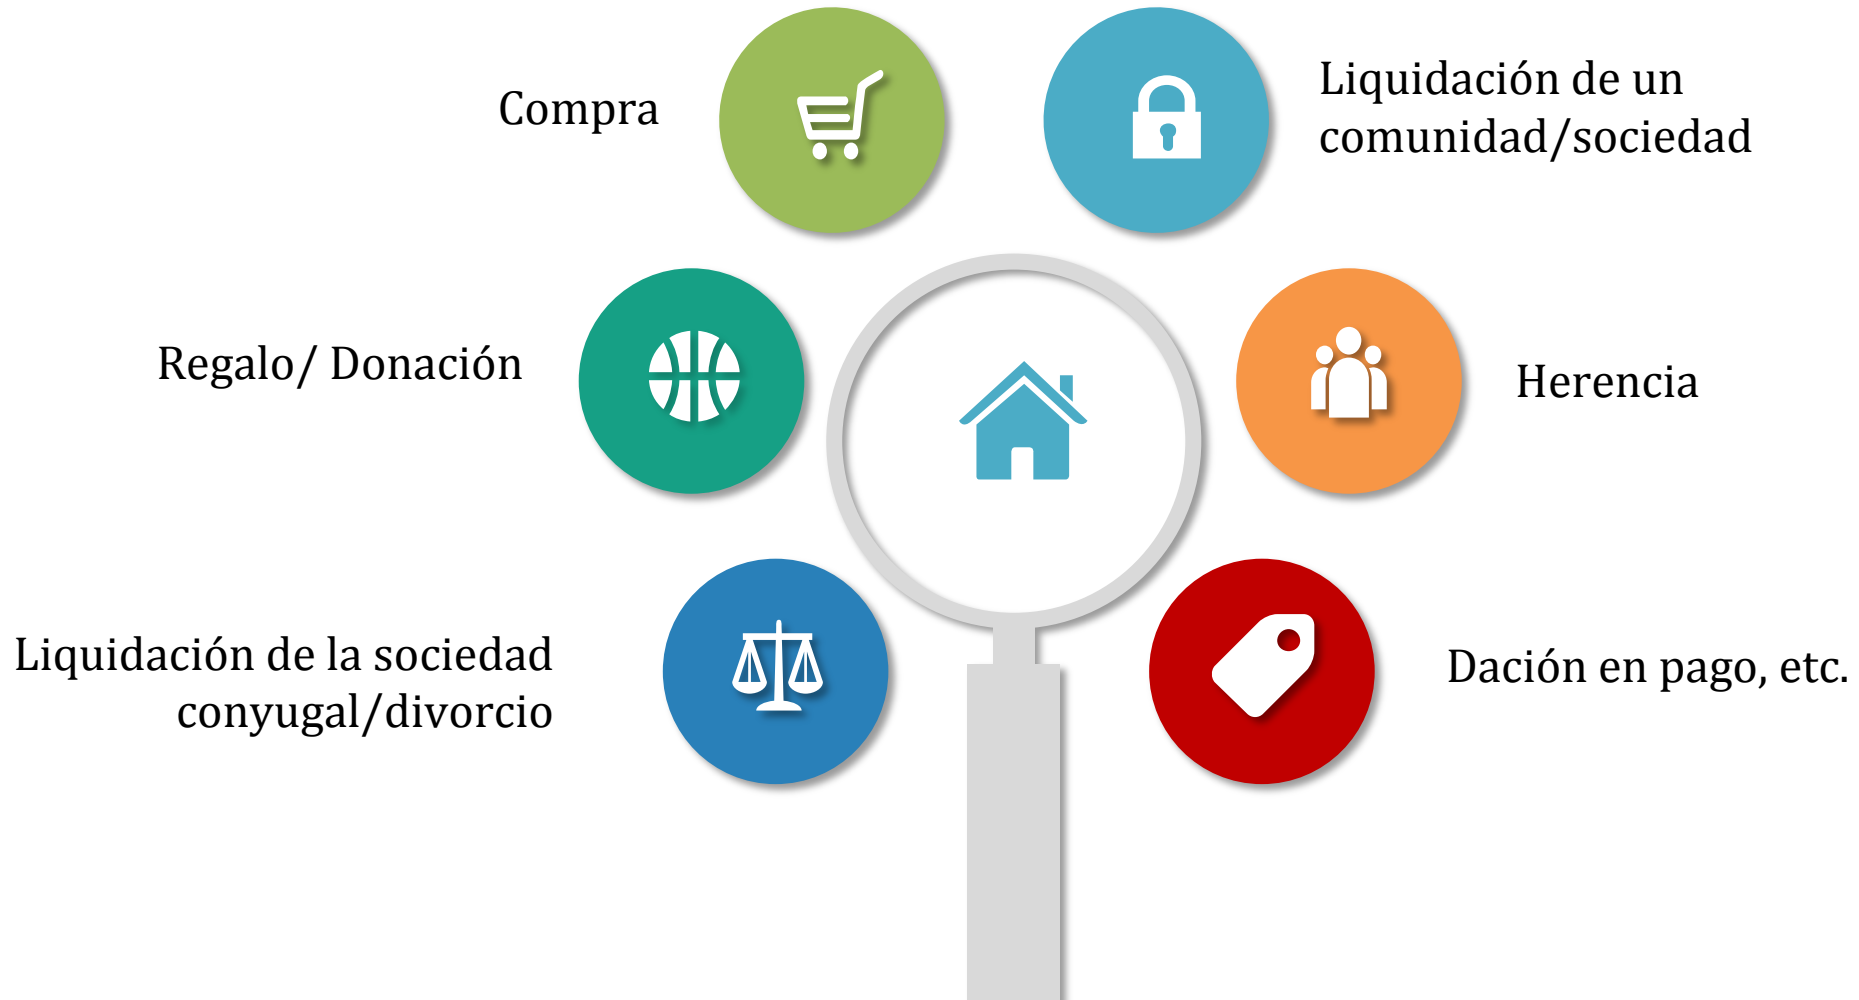 Compra
Liquidación de un
comunidad/sociedad
Regalo/ Donación
Herencia
Liquidación de la sociedad
conyugal/divorcio
Dación en pago, etc.